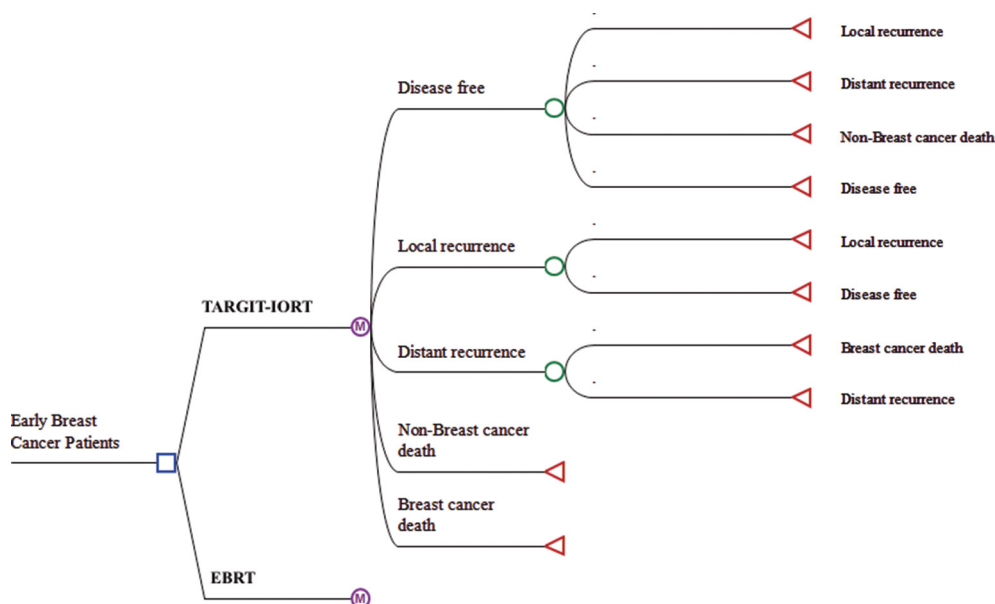 Local recurrence
Disease free
Distant recurrence
Non-Breast cancer death
Disease free
Local recurrence
Local recurrence
Disease free
TARGIT-IORT
M
Distant recurrence
Breast cancer death
Distant recurrence
Early Breast
Cancer Patients
Non-Breast cancer
death
Breast cancer
death
EBRT
M